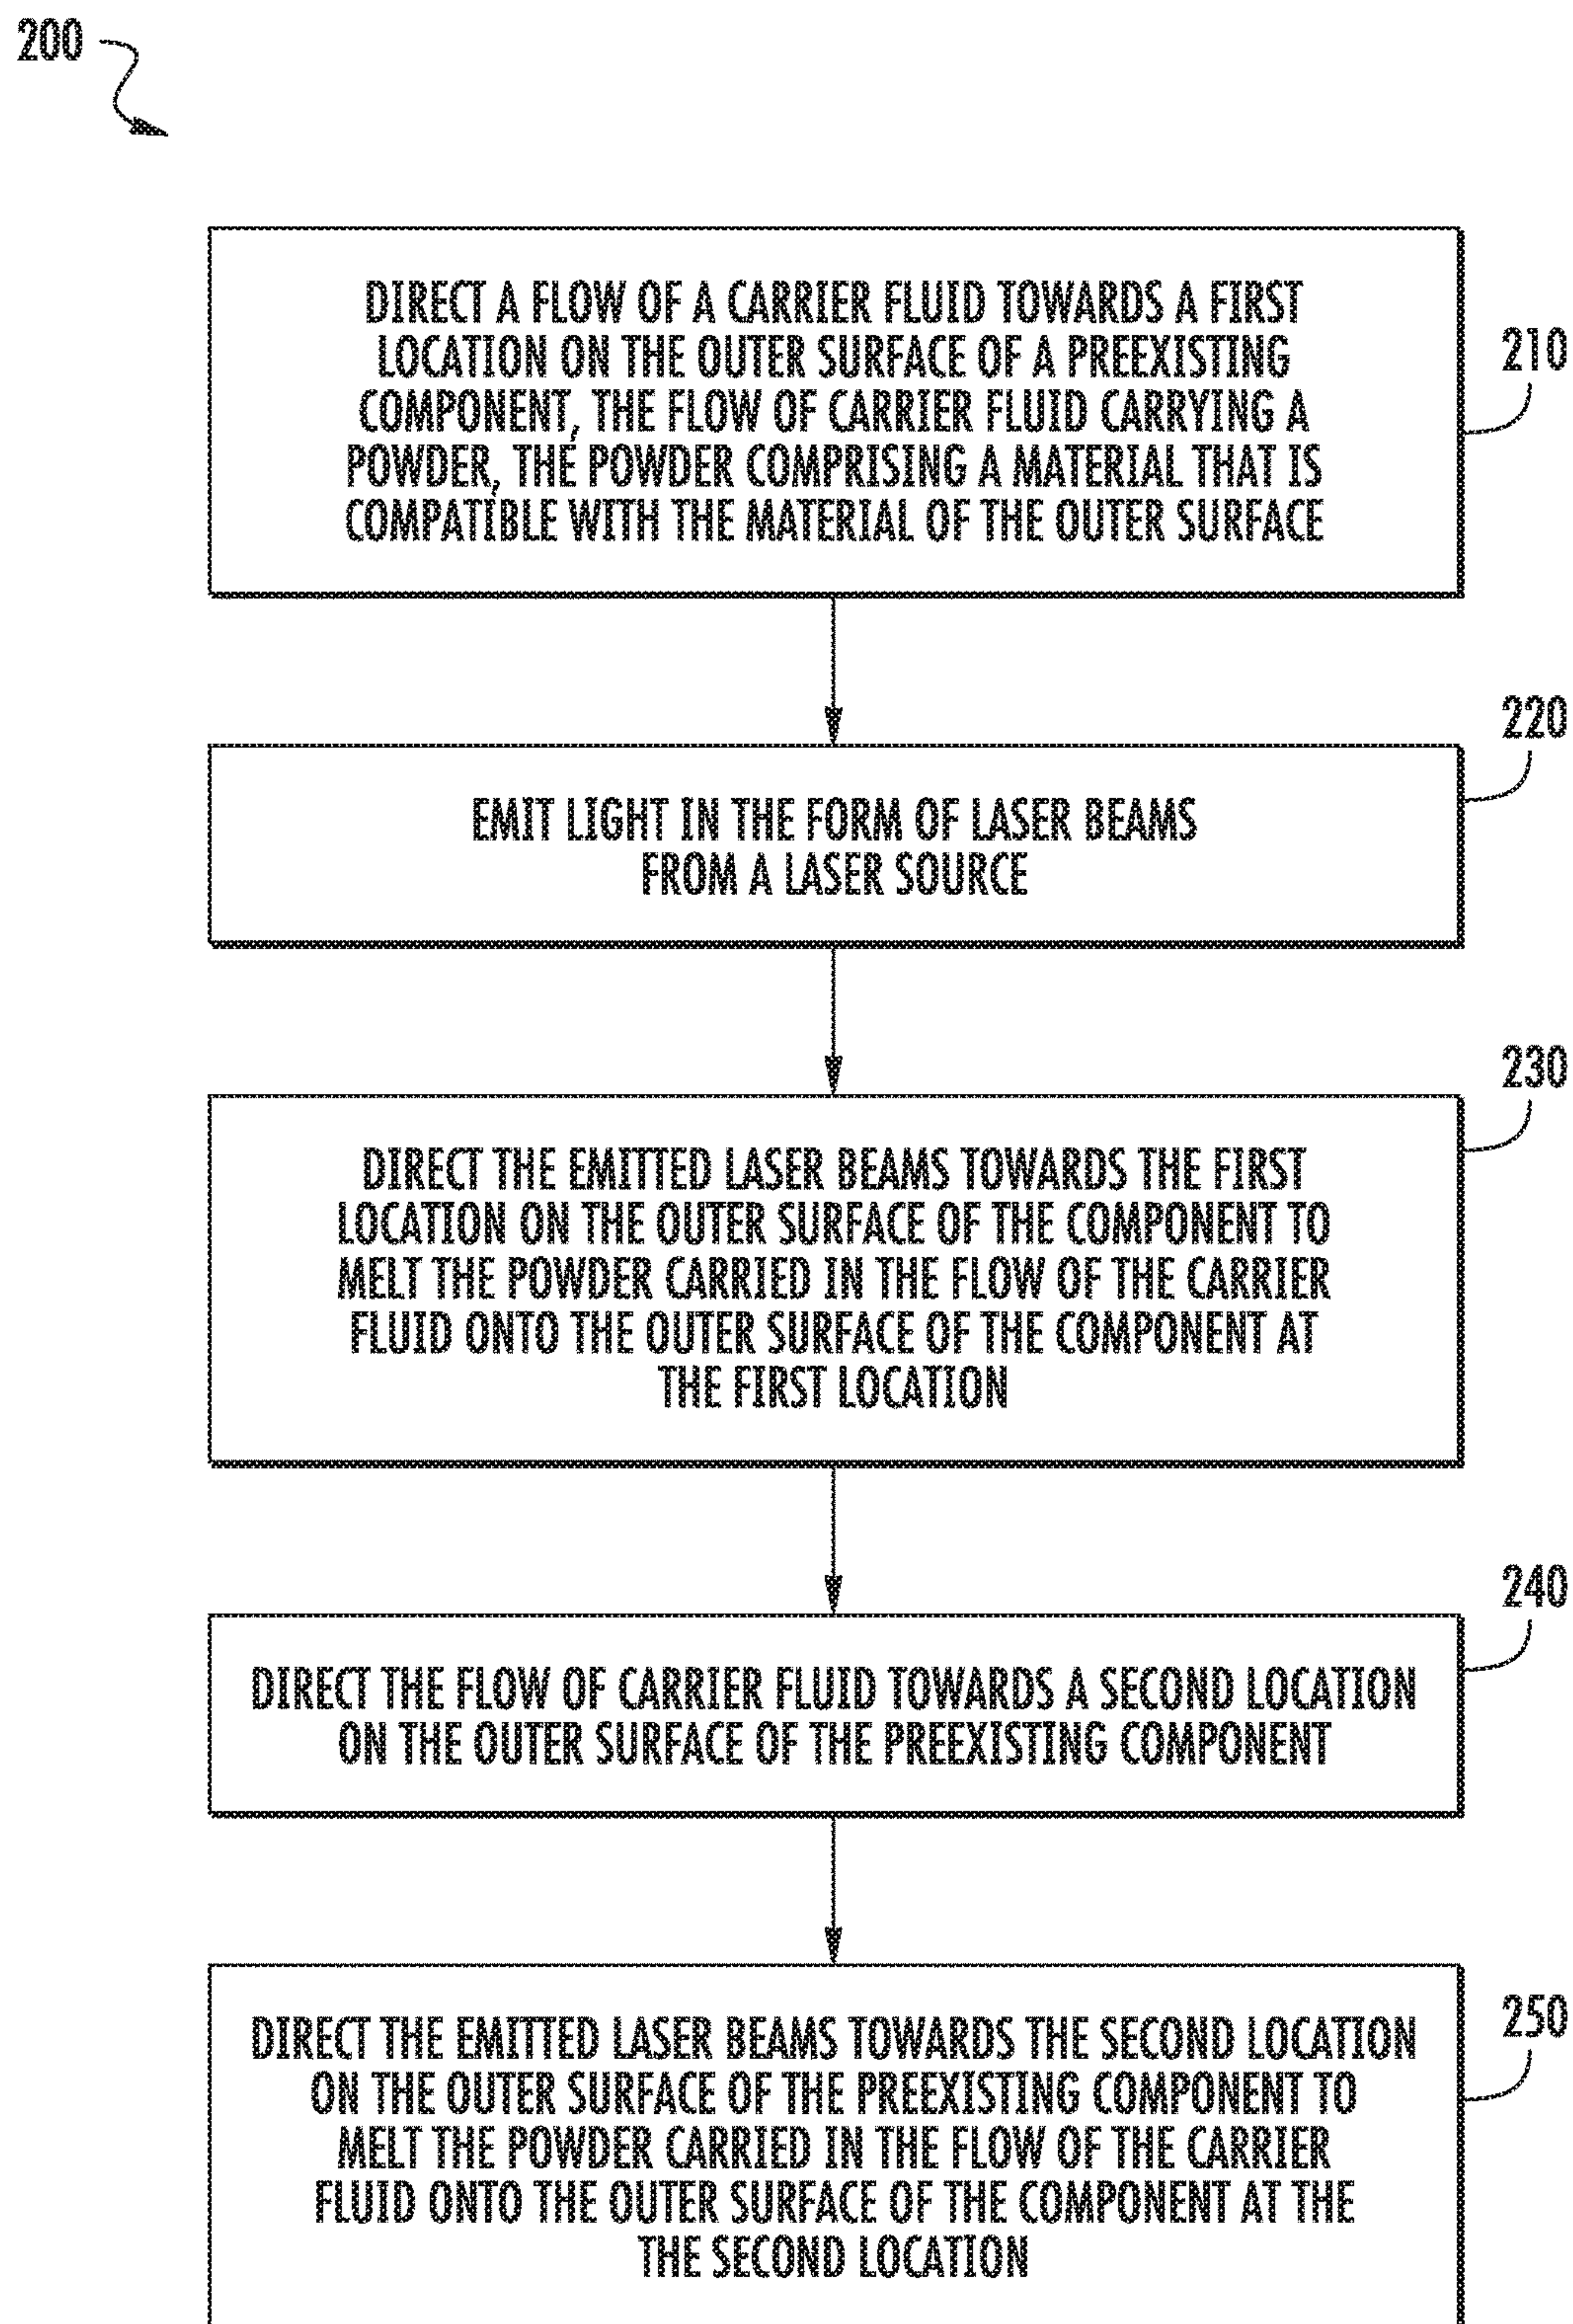 200
DIRECT A FLOW OF A CARRIER FLUID TOWARDS A FIRST
LOCATION ON THE OUTER SURFACE OF A PREEXISTING
COMPONENT, THE FLOW OF CARRIER FLUID CARRYING A
POWDER, THE POWDER COMPRISING A MATERIAL THAT IS
COMPATIBLE WITH THE MATERIAL OF THE OUTER SURFACE
210
EMIT LIGHT IN THE FORM OF LASER BEAMS
FROM A LASER SOURCE
220
DIRECT THE EMITTED LASER BEAMS TOWARDS THE FIRST
LOCATION ON THE OUTER SURFACE OF THE COMPONENT TO
MELT THE POWDER CARRIED IN THE FLOW OF THE CARRIER
FLUID ONTO THE OUTER SURFACE OF THE COMPONENT AT
THE FIRST LOCATION
230
DIRECT THE FLOW OF CARRIER FLUID TOWARDS A SECOND LOCATION
ON THE OUTER SURFACE OF THE PREEXISTING COMPONENT
240
DIRECT THE EMITTED LASER BEAMS TOWARDS THE SECOND LOCATION
ON THE OUTER SURFACE OF THE PREEXISTING COMPONENT TO
MELT THE POWDER CARRIED IN THE FLOW OF THE CARRIER
FLUID ONTO THE OUTER SURFACE OF THE COMPONENT AT THE
THE SECOND LOCATION
250